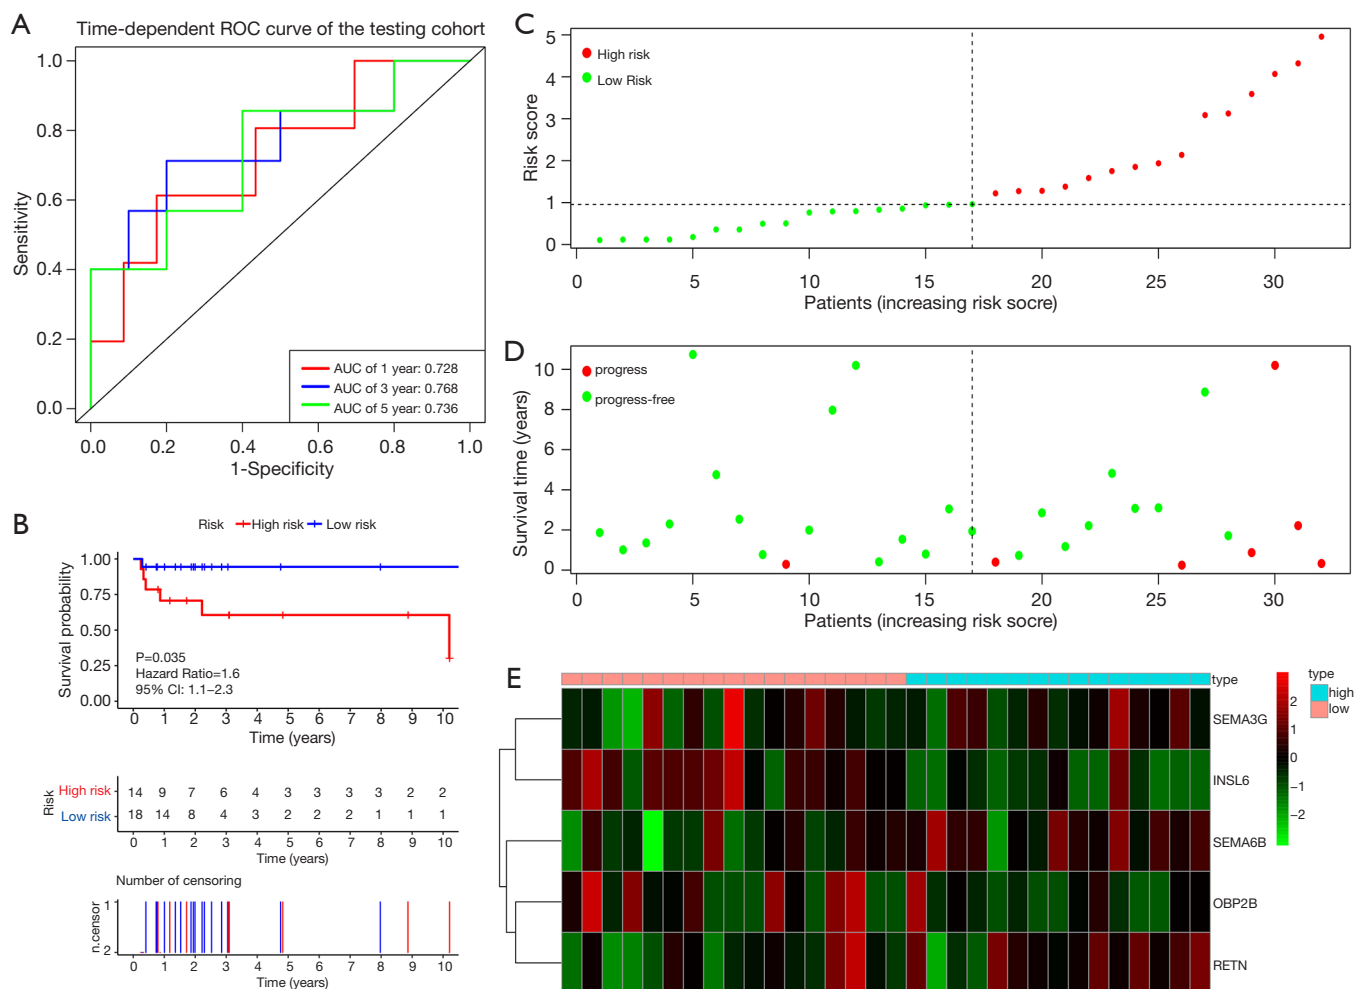 A
Time-dependent ROC curve of the testing cohort
1.0
0.8
0.6
0.4
0.2
0.0
Sensitivity
AUC of 1 year: 0.728
AUC of 3 year: 0.768
AUC of 5 year: 0.736
0.0 0.2 0.4 0.6 0.8 1.0
1-Specificity
B
Risk High risk Low risk
1.00
0.75
0.50
0.25
0.00
Survival probability
P=0.035
Hazard Ratio=1.6
95% CI: 1.1–2.3
0 1 2 3 4 5 6 7 8 9 10
Time (years)
Risk
High risk 14 9 7 6 4 3 3 3 3 2 2
Low risk 18 14 8 4 3 2 2 2 1 1 1
0 1 2 3 4 5 6 7 8 9 10
Time (years)
Number of censoring
n.censor
1
2
0 1 2 3 4 5 6 7 8 9 10
Time (years)
C
5
4
3
2
1
0
Risk score
High risk
Low Risk
0 5 10 15 20 25 30
Patients (increasing risk socre)
D
10
8
6
4
2
0
Survival time (years)
progress
progress-free
0 5 10 15 20 25 30
Patients (increasing risk socre)
E
type
SEMA3G
INSL6
SEMA6B
OBP2B
RETN
2
1
0
−1
−2
type
high
low